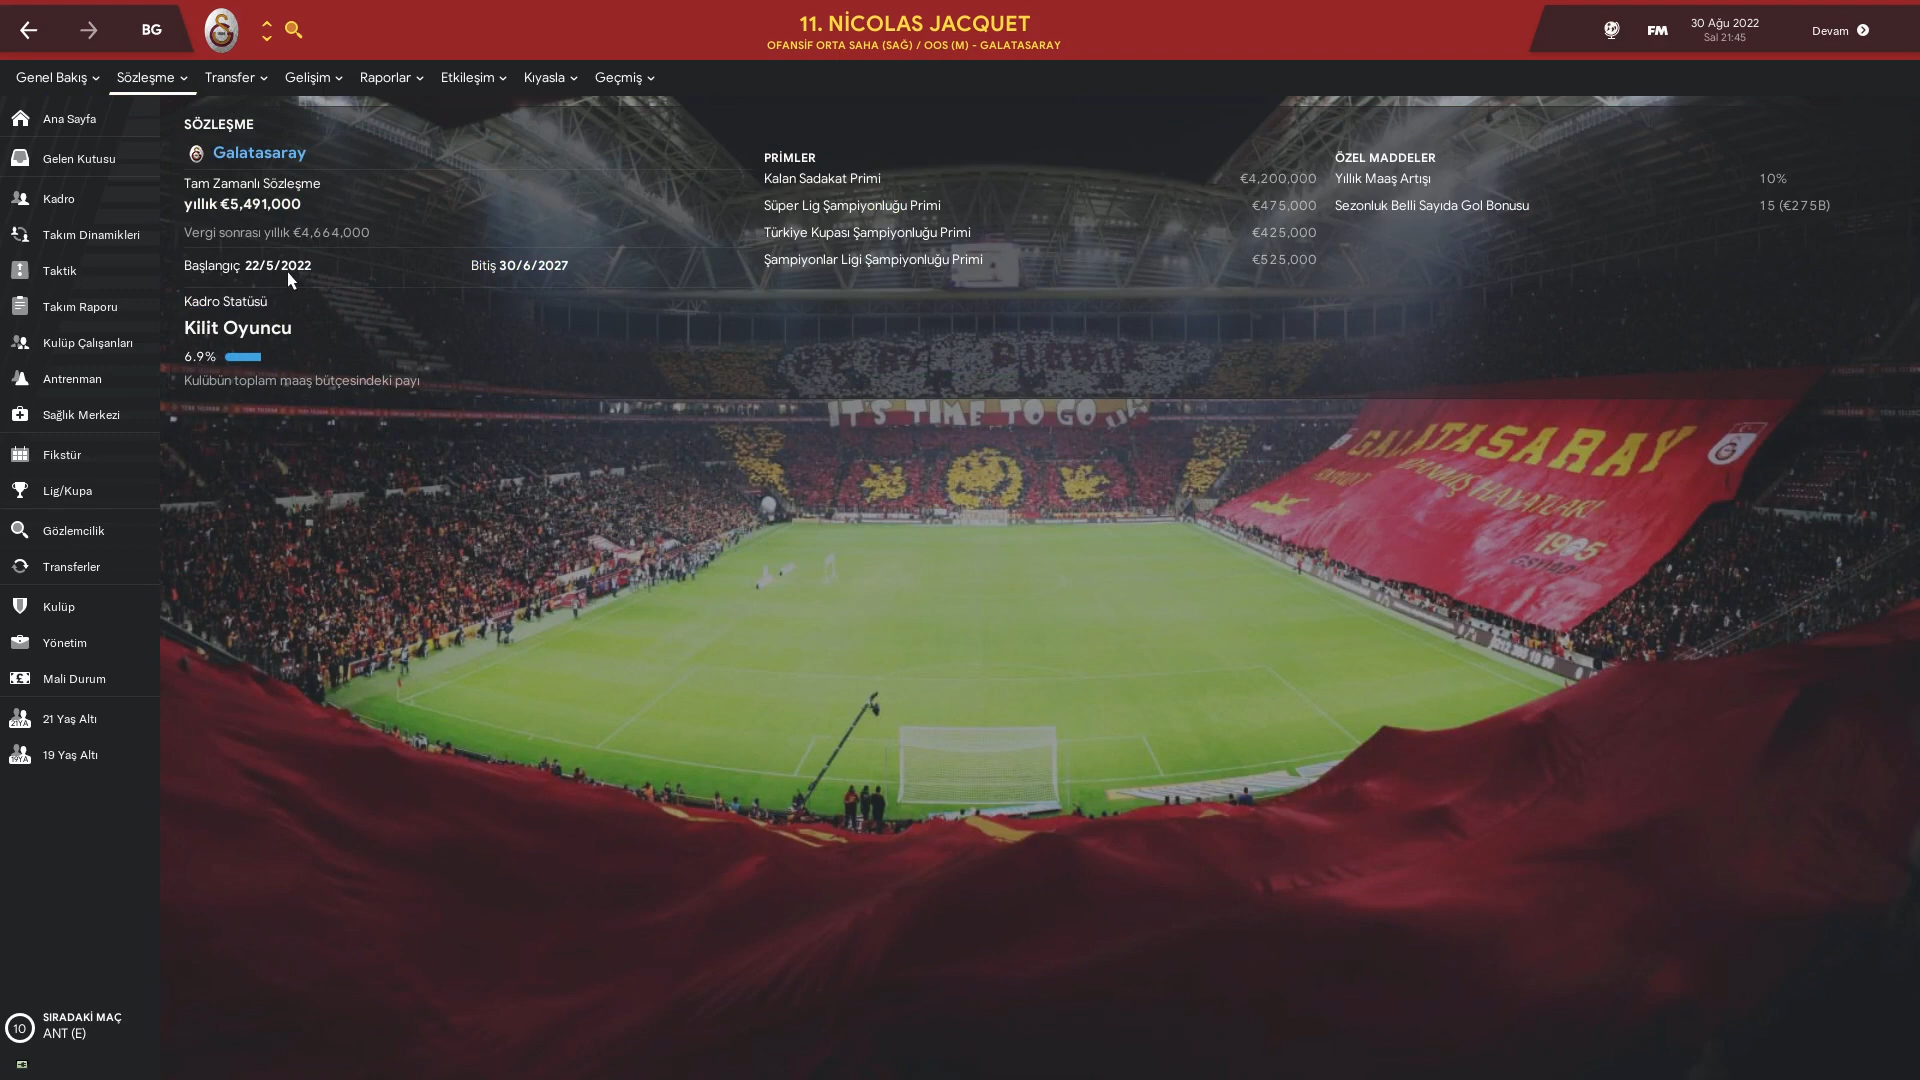 BG
11. NİCOLAS JACQUET
OFANSİF ORTA SAHA (SAĞ) / OOS (M) - GALATASARAY
FM
30 Ağu 2022
Sal 21:45
Devam
Genel Bakış
Sözleşme
Transfer
Gelişim
Raporlar
Etkileşim
Kıyasla
Geçmiş
Ana Sayfa
Gelen Kutusu
Kadro
Takım Dinamikleri
Taktik
Takım Raporu
Kulüp Çalışanları
Antrenman
Sağlık Merkezi
Fikstür
Lig/Kupa
Gözlemcilik
Transferler
Kulüp
Yönetim
Mali Durum
21YA
21 Yaş Altı
19YA
19 Yaş Altı
10
SIRADAKİ MAÇ
ANT (E)
SÖZLEŞME
Galatasaray
Tam Zamanlı Sözleşme
yıllık €5,491,000
Vergi sonrası yıllık €4,664,000
Başlangıç 22/5/2022
Bitiş 30/6/2027
Kadro Statüsü
Kilit Oyuncu
6.9%
Kulübün toplam maaş bütçesindeki payı
PRİMLER
Kalan Sadakat Primi €4,200,000
Süper Lig Şampiyonluğu Primi €475,000
Türkiye Kupası Şampiyonluğu Primi €425,000
Şampiyonlar Ligi Şampiyonluğu Primi €525,000
ÖZEL MADDELER
Yıllık Maaş Artışı 10%
Sezonluk Belli Sayıda Gol Bonusu 15 (€275B)
IT'S TIME TO GO
GALATASARAY
1905